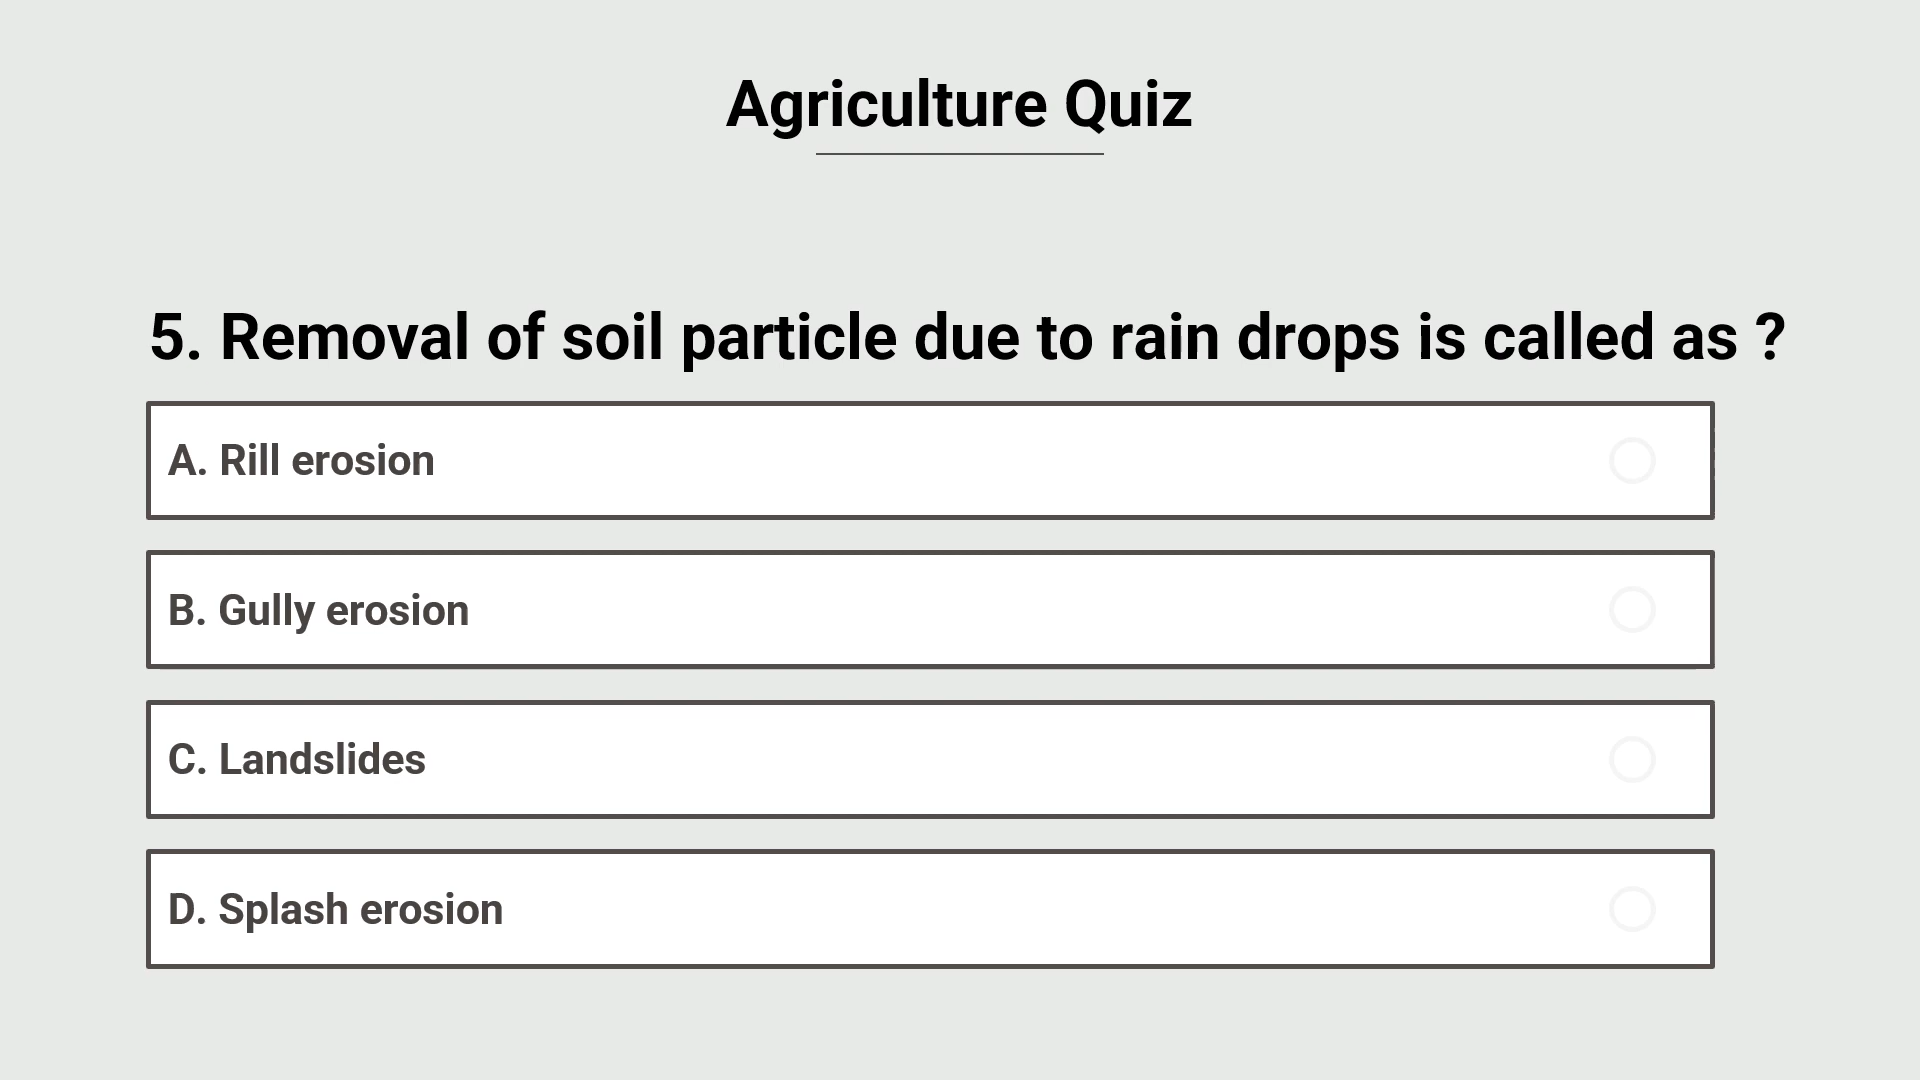 Agriculture Quiz
5. Removal of soil particle due to rain drops is called as ?
A. Rill erosion
B. Gully erosion
C. Landslides
D. Splash erosion